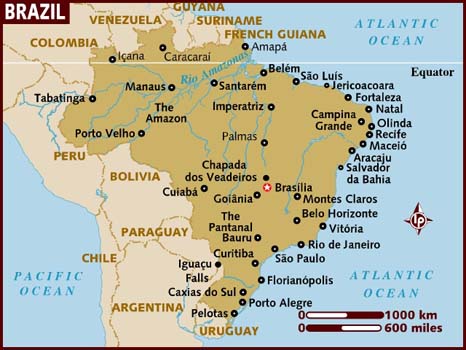 BRAZIL
GUYANA
VENEZUELA
SURINAME
FRENCH GUIANA
ATLANTIC
OCEAN
COLOMBIA
Içana
Caracaraí
Amapá
Rio Amazonas
Belém
São Luís
Equator
Jericoacoara
Tabatinga
Manaus
Santarém
Fortaleza
The
Amazon
Imperatriz
Natal
Campina
Grande
Olinda
Porto Velho
Palmas
Recife
Maceió
PERU
Aracaju
Chapada
dos Veadeiros
Salvador
da Bahia
BOLIVIA
Cuiabá
Brasília
Goiânia
Montes Claros
The
Pantanal
Belo Horizonte
PARAGUAY
Vitória
Bauru
Rio de Janeiro
CHILE
Iguaçu
Falls
Curitiba
São Paulo
PACIFIC
OCEAN
ATLANTIC
OCEAN
Florianópolis
Caxias do Sul
ARGENTINA
Porto Alegre
Pelotas
URUGUAY
0 1000 km
0 600 miles
lp